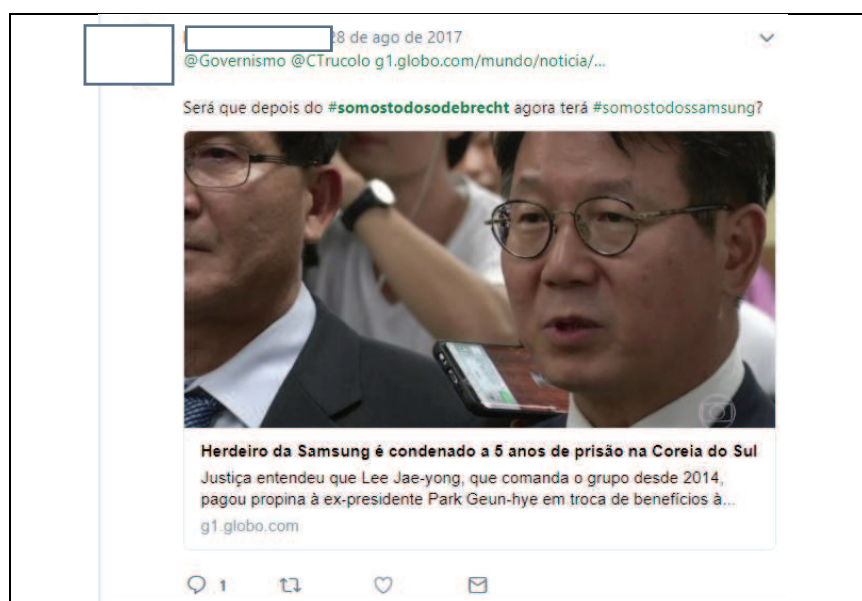 28 de ago de 2017
@Governismo @CTrucolo g1.globo.com/mundo/noticia/...
Será que depois do #somostodosodebrecht agora terá #somostodossamsung?
Herdeiro da Samsung é condenado a 5 anos de prisão na Coreia do Sul
Justiça entendeu que Lee Jae-yong, que comanda o grupo desde 2014,
pagou propina à ex-presidente Park Geun-hye em troca de benefícios à...
g1.globo.com
1